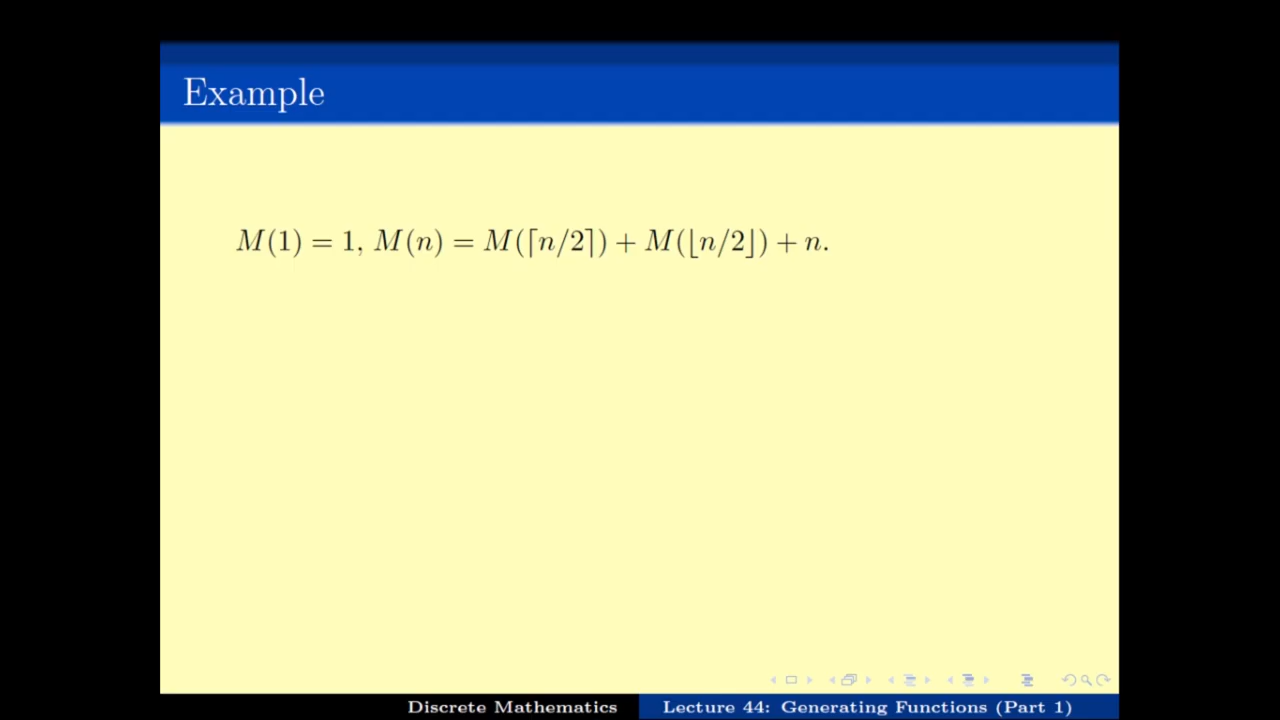 Example
M(1) = 1, M(n) = M(⌈n/2⌉) + M(⌊n/2⌋) + n.
Discrete Mathematics
Lecture 44: Generating Functions (Part 1)